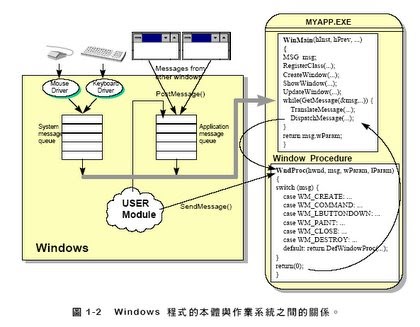 MYAPP.EXE
Messages from
other windows
Mouse
Driver
Keyboard
Driver
PostMessage()
System
message
queue
Application
message
queue
USER
Module
SendMessage()
Windows
WinMain(hInst, hPrev, ...)
{
MSG msg;
RegisterClass(...);
CreateWindow(...);
ShowWindow(...);
UpdateWindow(...);
while(GetMessage(&msg...)) {
TranslateMessage(...);
DispatchMessage(...);
}
return msg.wParam;
}
Window Procedure
WndProc(hwnd, msg, wParam, lParam)
{
switch (msg) {
case WM_CREATE: ...
case WM_COMMAND: ...
case WM_LBUTTONDOWN: ...
case WM_PAINT: ...
case WM_CLOSE: ...
case WM_DESTROY: ...
default: return DefWindowProc(...);
}
return(0);
}
圖 1-2 Windows 程式的本體與作業系統之間的關係。